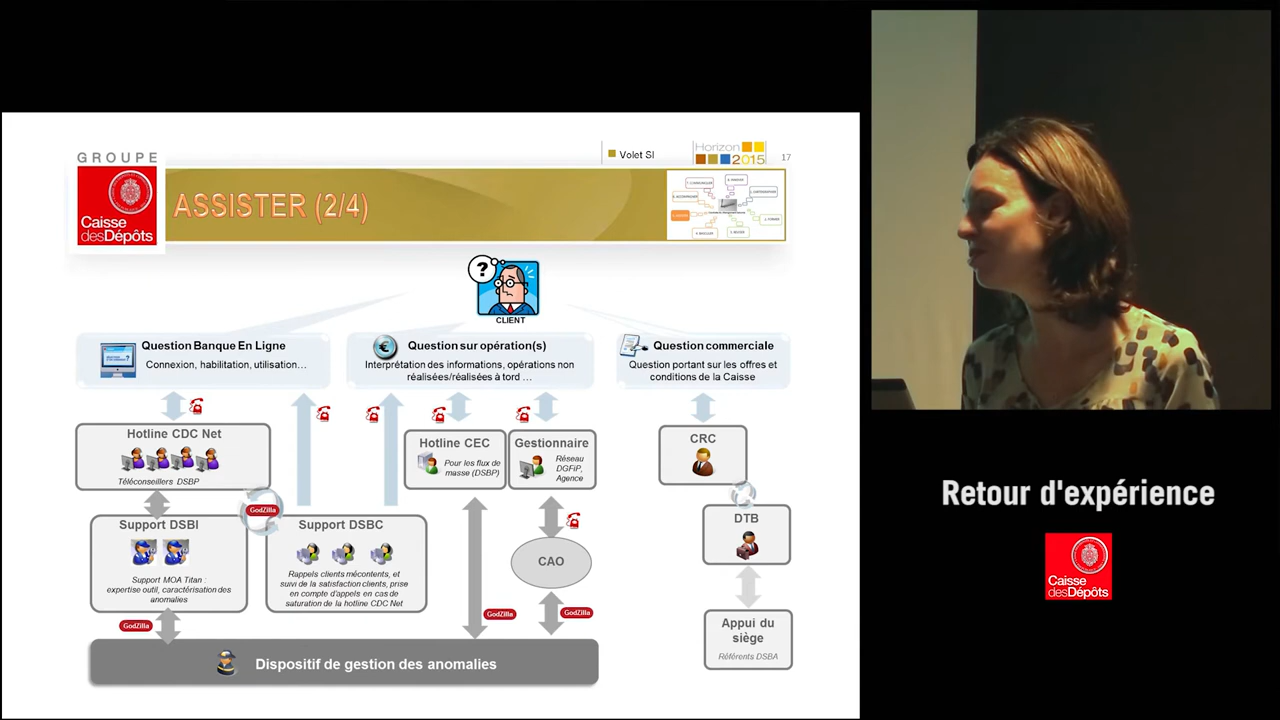 GROUPE
Caisse
desDépôts
Volet SI
Horizon
2015
17
ASSISTER (2/4)
?
CLIENT
Question Banque En Ligne
Connexion, habilitation, utilisation…
Question sur opération(s)
Interprétation des informations, opérations non
réalisées/réalisées à tord …
Question commerciale
Question portant sur les offres et
conditions de la Caisse
Hotline CDC Net
Téléconseillers DSBP
Hotline CEC
Pour les flux de
masse (DSBP)
Gestionnaire
Réseau
DGFiP,
Agence
CRC
GodZilla
Support DSBI
Support MOA Titan :
expertise outil, caractérisation des
anomalies
Support DSBC
Rappels clients mécontents, et
suivi de la satisfaction clients, prise
en compte d'appels en cas de
saturation de la hotline CDC Net
CAO
DTB
GodZilla
GodZilla
GodZilla
Appui du
siège
Référents DSBA
Dispositif de gestion des anomalies
Retour d'expérience
Caisse
desDépôts